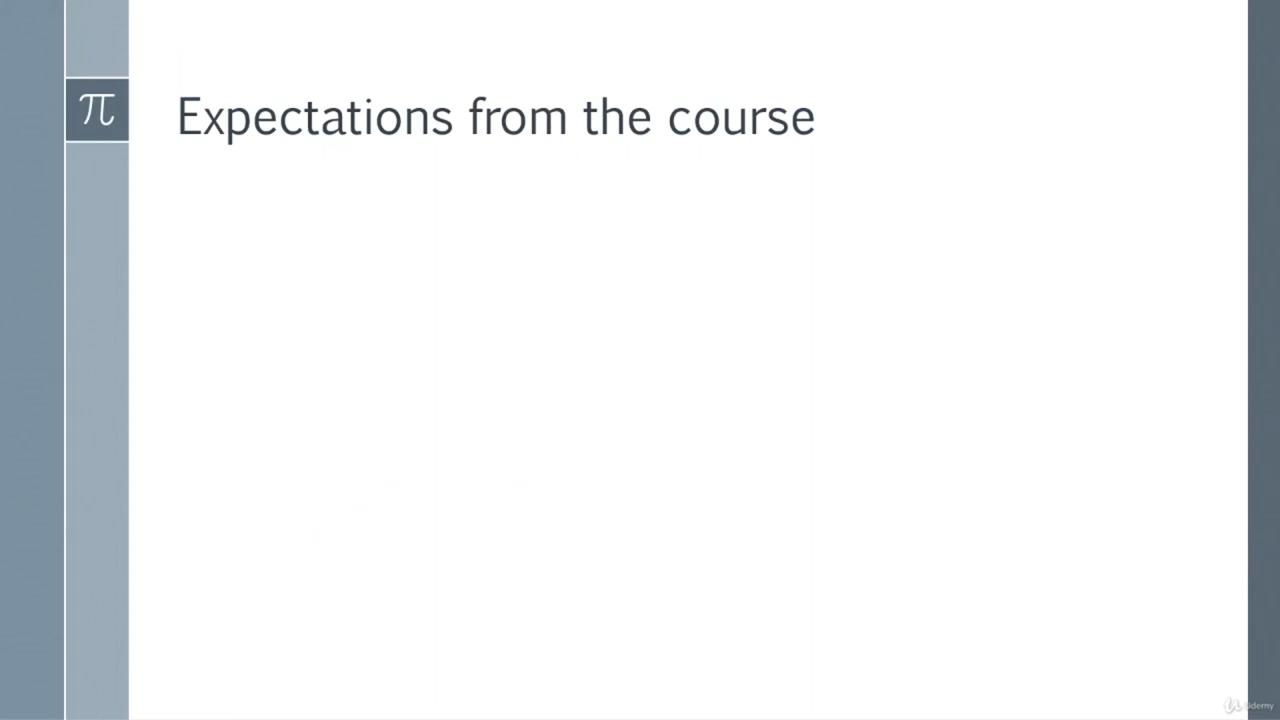 π
Expectations from the course
Udemy